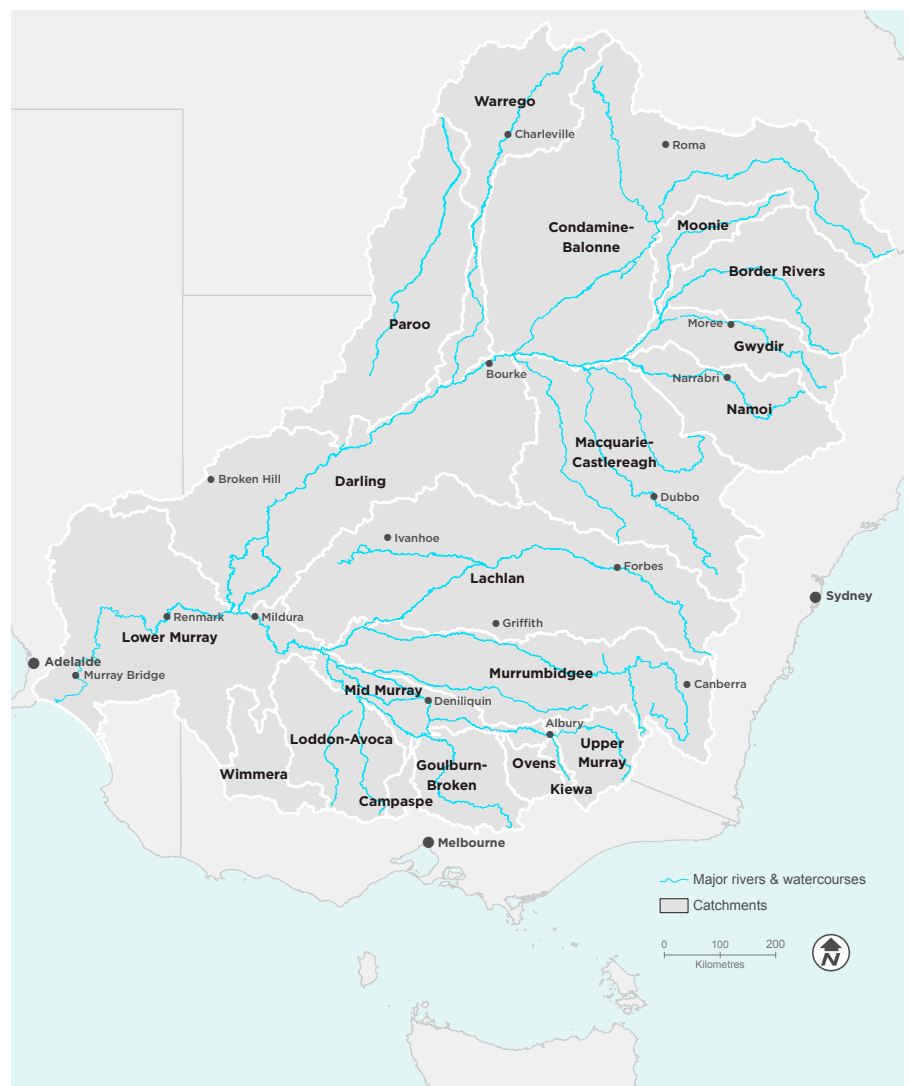 Warrego
Charleville
Roma
Condamine-
Balonne
Moonie
Border Rivers
Paroo
Moree
Gwydir
Bourke
Narrabri
Namoi
Macquarie-
Castlereagh
Broken Hill
Darling
Dubbo
Ivanhoe
Lachlan
Forbes
Sydney
Renmark
Mildura
Griffith
Lower Murray
Adelaide
Murray Bridge
Murrumbidgee
Canberra
Mid Murray
Deniliquin
Albury
Loddon-Avoca
Upper
Murray
Goulburn-
Broken
Ovens
Wimmera
Kiewa
Campaspe
Melbourne
Major rivers & watercourses
Catchments
0 100 200
Kilometres
N